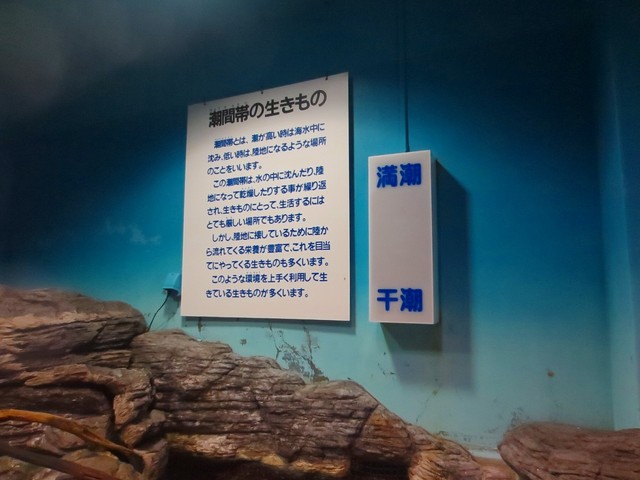 潮間帯の生きもの
潮間帯とは、潮が高い時は海水中に
沈み、低い時は、陸地になるような場所
のことをいいます。
この潮間帯は、水の中に沈んだり、陸
地になって乾燥したりする事が繰り返
され、生きものにとって、生活するには
とても厳しい場所でもあります。
しかし、陸地に接しているために陸か
ら流れてくる栄養が豊富で、これを目当
てにやってくる生きものも多くいます。
このような環境を上手く利用して生
きている生きものが多くいます。
満潮
干潮